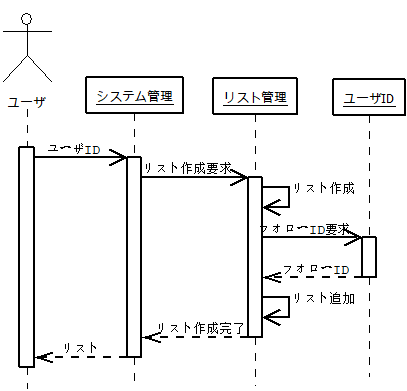 ユーザ
システム管理
リスト管理
ユーザID
ユーザID
リスト作成要求
リスト作成
フォローID要求
フォローID
リスト追加
リスト作成完了
リスト